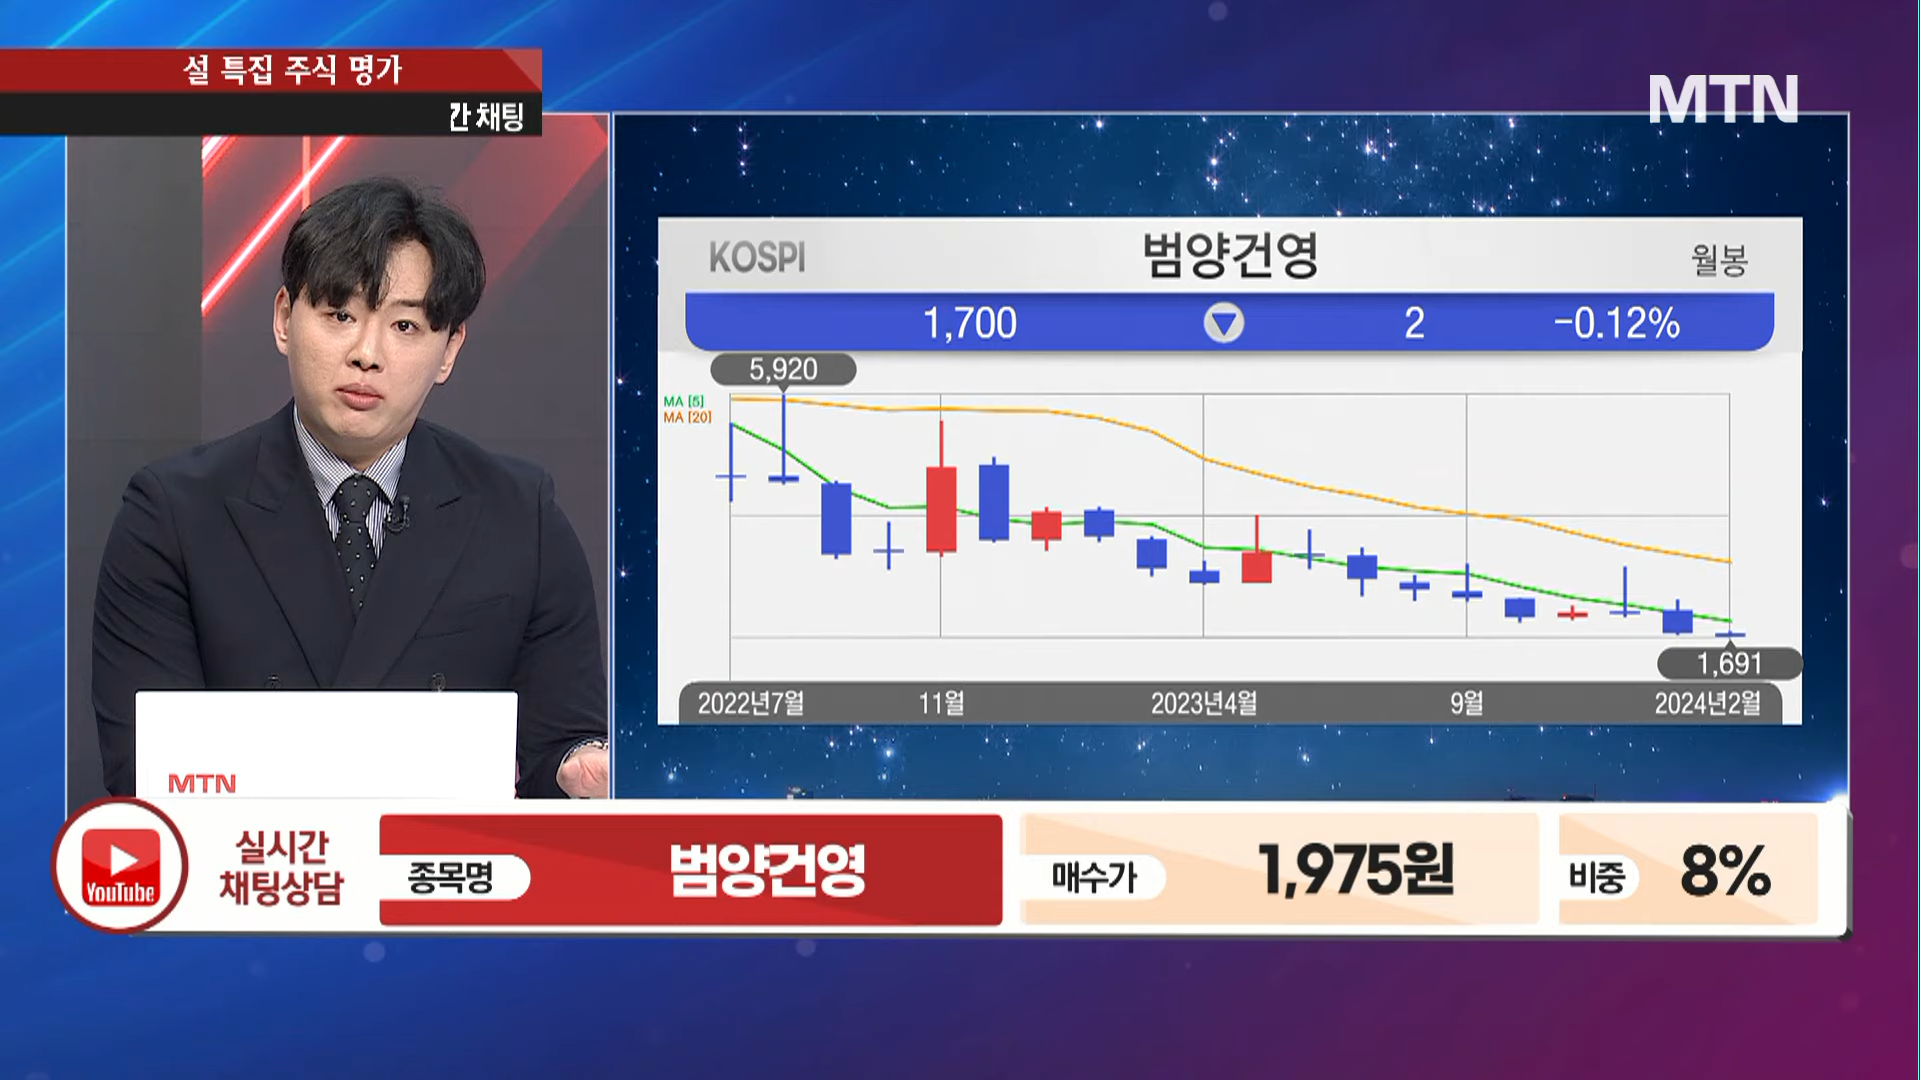 설 특집 주식 명가
간 채팅
MTN
KOSPI
범양건영
월봉
1,700
2
-0.12%
5,920
MA [5]
MA [20]
1,691
2022년7월
11월
2023년4월
9월
2024년2월
MTN
YouTube
실시간
채팅상담
종목명
범양건영
매수가
1,975원
비중
8%